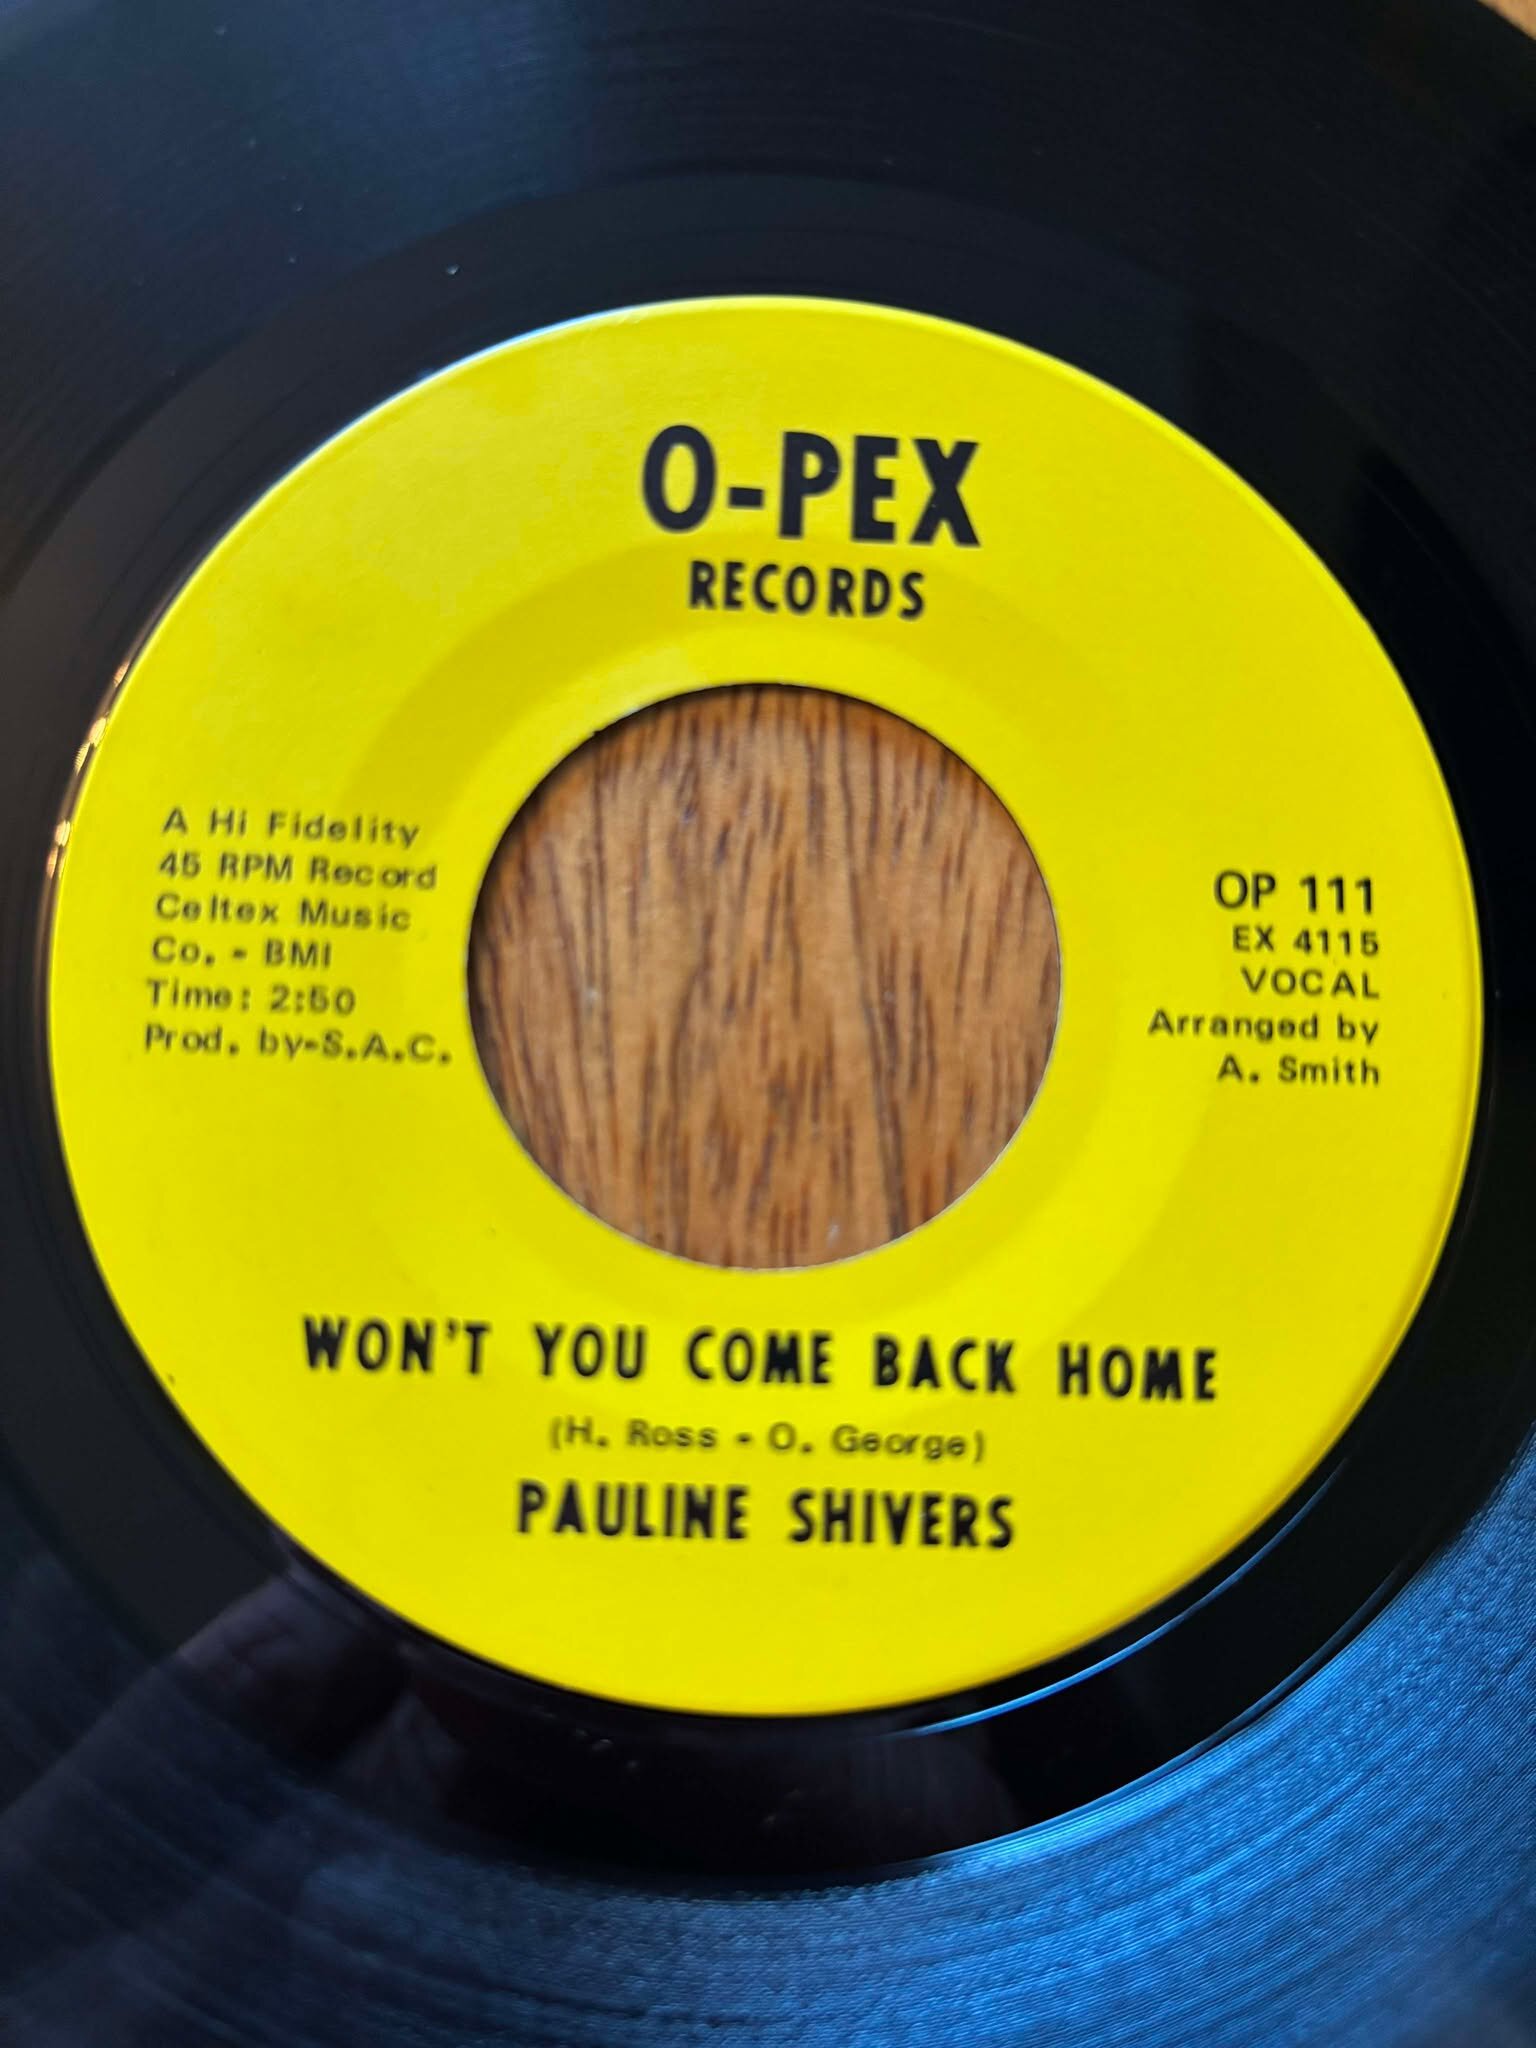 O-PEX
RECORDS
A Hi Fidelity
45 RPM Record
Celtex Music
Co. - BMI
Time: 2:50
Prod. by-S.A.C.
OP 111
EX 4115
VOCAL
Arranged by
A. Smith
WON'T YOU COME BACK HOME
(H. Ross - O. George)
PAULINE SHIVERS